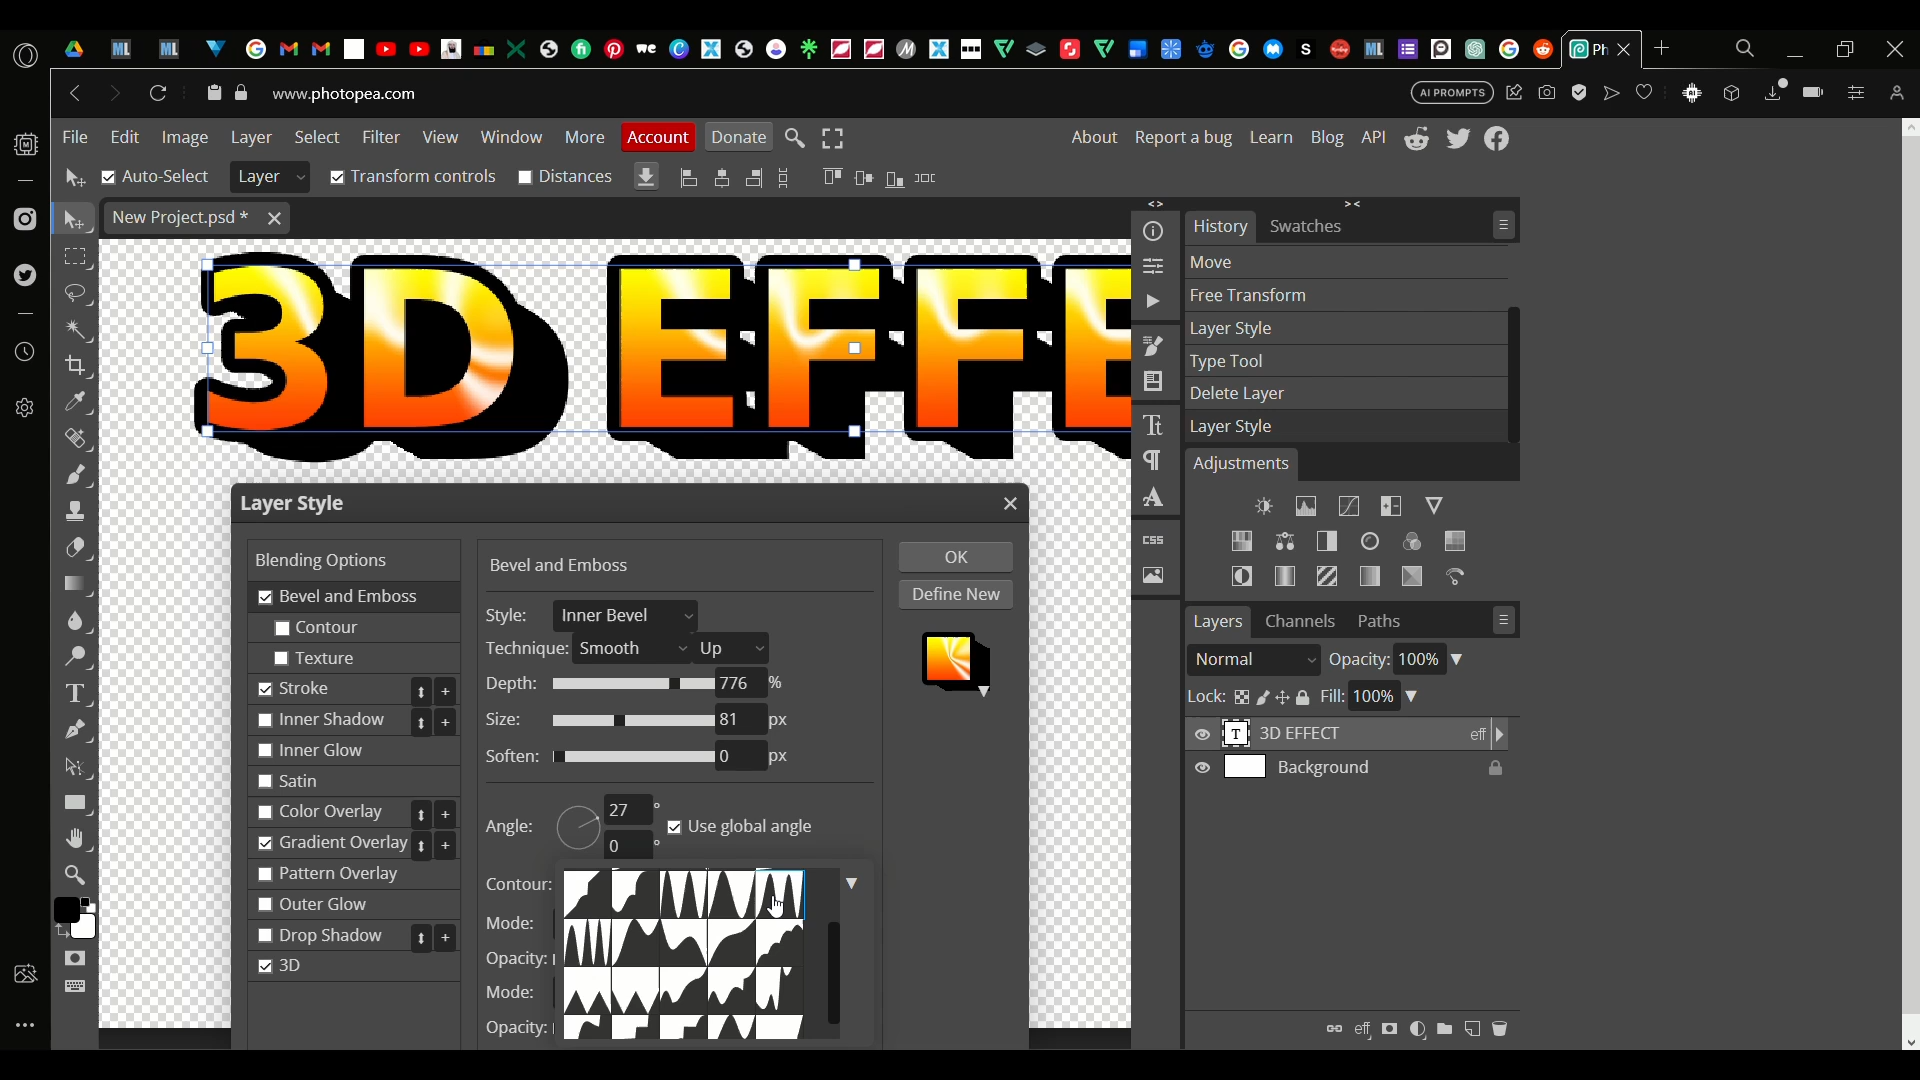 Ph
www.photopea.com
AI PROMPTS
File Edit Image Layer Select Filter View Window More Account Donate
About Report a bug Learn Blog API
Auto-Select Layer Transform controls Distances
New Project.psd *
3D EFFE
History Swatches
Move
Free Transform
Layer Style
Type Tool
Delete Layer
Layer Style
Adjustments
CSS
Layer Style
Blending Options
Bevel and Emboss
Contour
Texture
Stroke
Inner Shadow
Inner Glow
Satin
Color Overlay
Gradient Overlay
Pattern Overlay
Outer Glow
Drop Shadow
3D
Bevel and Emboss
Style: Inner Bevel
Technique: Smooth Up
Depth: 776 %
Size: 81 px
Soften: 0 px
Angle: 27 °
0 °
Use global angle
Contour:
Mode:
Opacity:
Mode:
Opacity:
OK
Define New
Layers Channels Paths
Normal Opacity: 100%
Lock: Fill: 100%
T 3D EFFECT eff
Background
eff